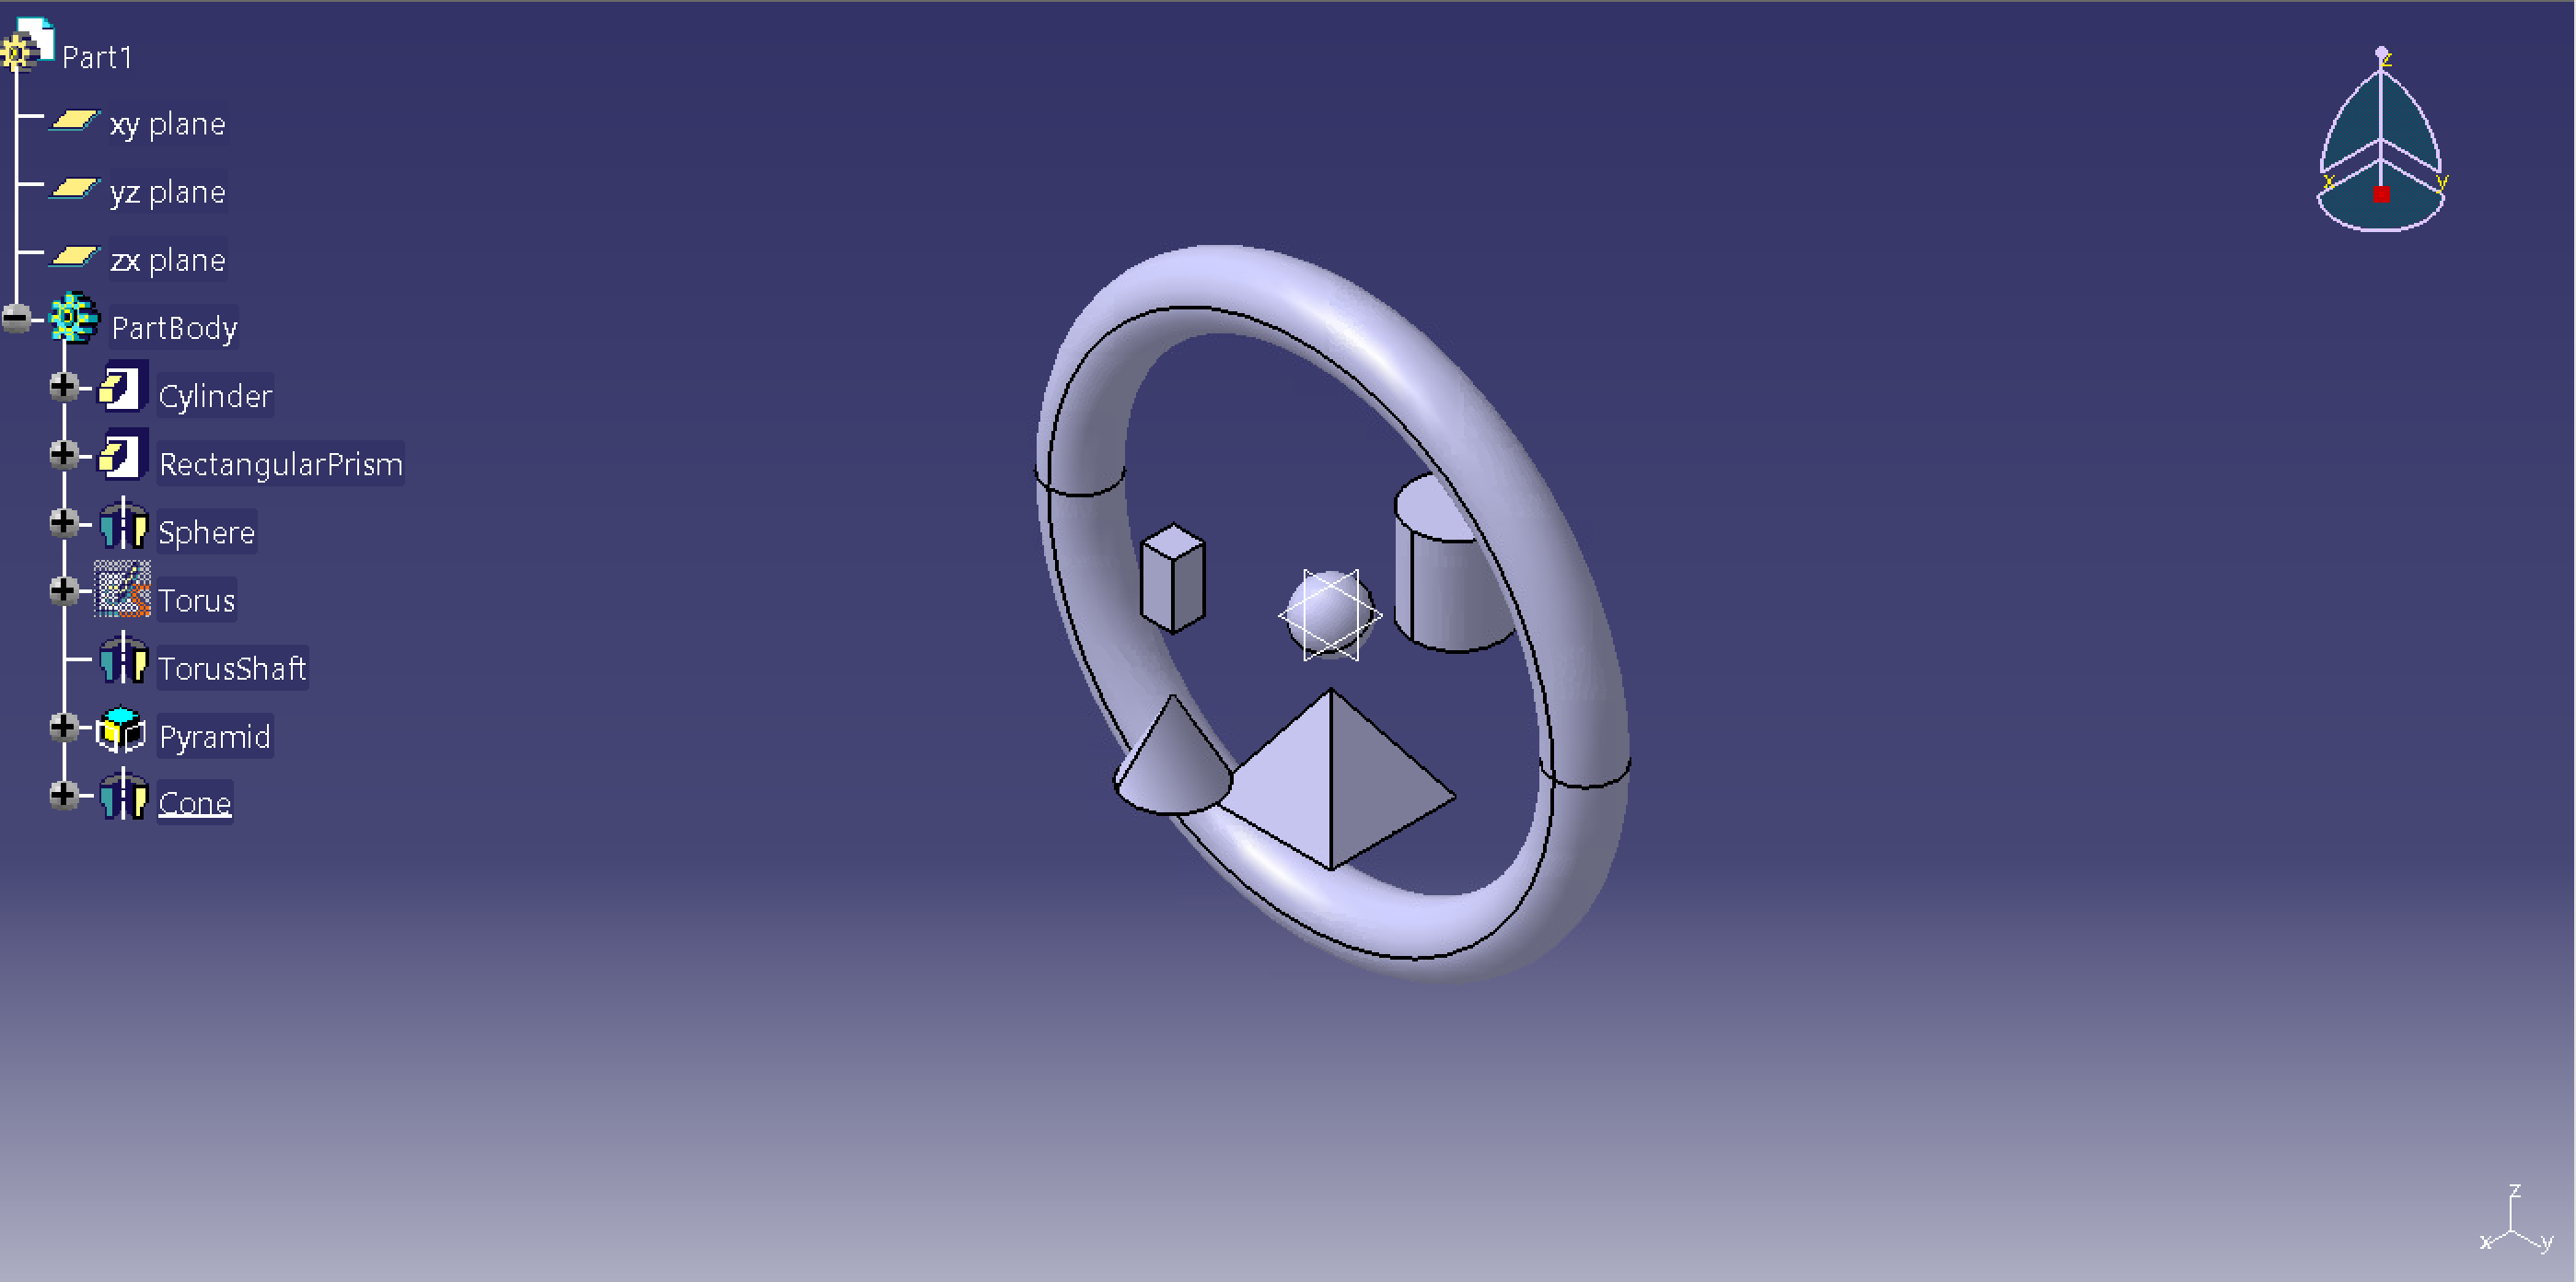 Part1
xy plane
yz plane
zx plane
PartBody
Cylinder
RectangularPrism
Sphere
Torus
TorusShaft
Pyramid
Cone
z
x y
z
x y